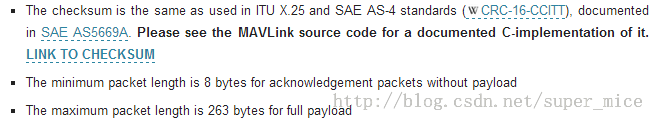 The checksum is the same as used in ITU X.25 and SAE AS-4 standards (W CRC-16-CCITT), documented
in SAE AS5669A. Please see the MAVLink source code for a documented C-implementation of it.
LINK TO CHECKSUM
The minimum packet length is 8 bytes for acknowledgement packets without payload
The maximum packet length is 263 bytes for full payload
http://blog.csdn.net/super_mice